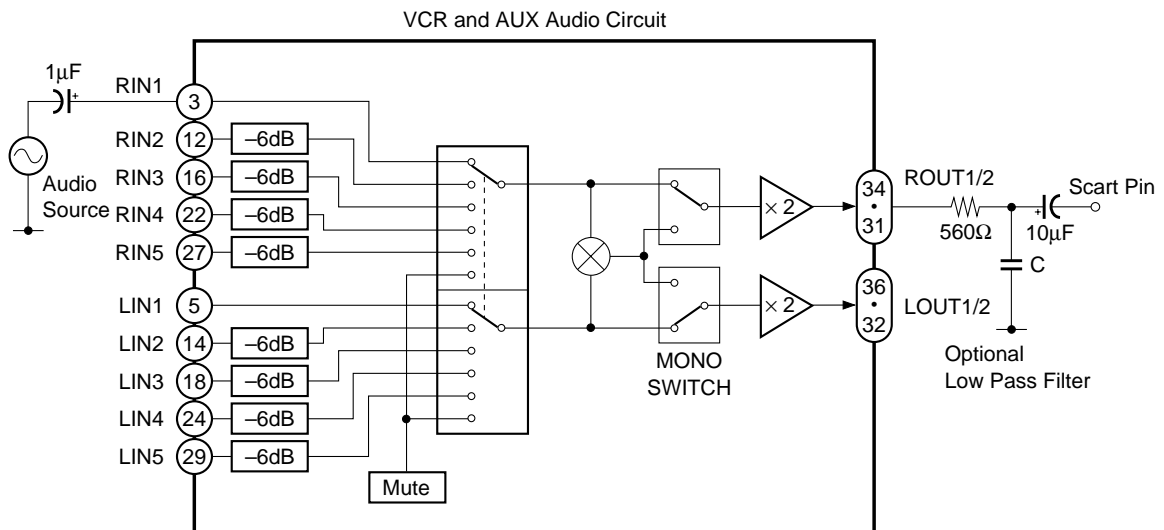 VCR and AUX Audio Circuit
1μF
+
Audio
Source
RIN1
3
RIN2
12
–6dB
RIN3
16
–6dB
RIN4
22
–6dB
RIN5
27
–6dB
LIN1
5
LIN2
14
–6dB
LIN3
18
–6dB
LIN4
24
–6dB
LIN5
29
–6dB
Mute
MONO
SWITCH
× 2
× 2
34
31
ROUT1/2
36
32
LOUT1/2
560Ω
+
10μF
Scart Pin
C
Optional
Low Pass Filter